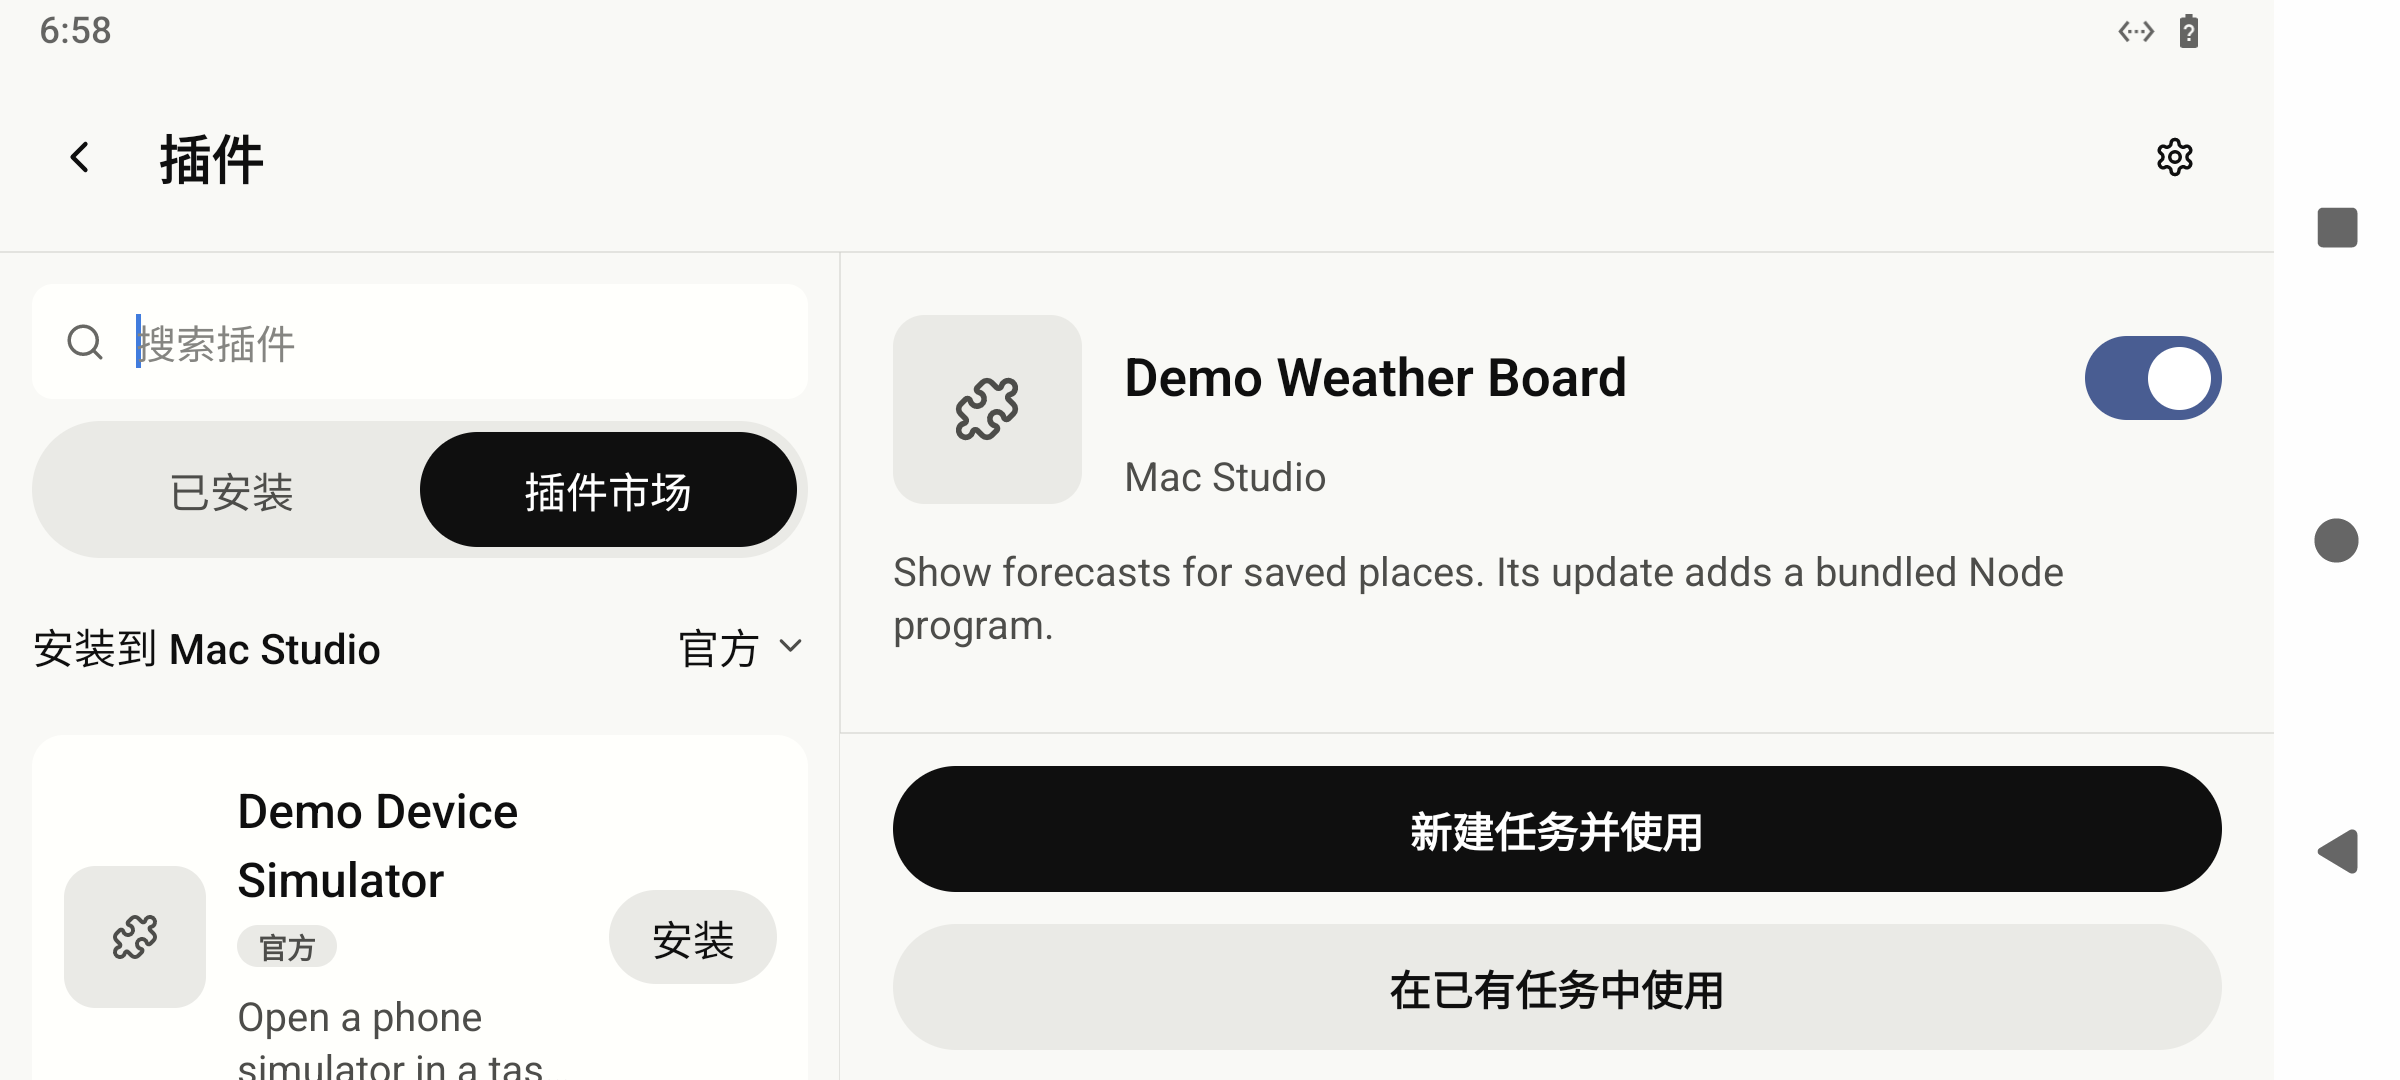 6:58
插件
搜索插件
已安装
插件市场
安装到 Mac Studio
官方
Demo Device
Simulator
官方
Open a phone
simulator in a tas
安装
Demo Weather Board
Mac Studio
Show forecasts for saved places. Its update adds a bundled Node
program.
新建任务并使用
在已有任务中使用